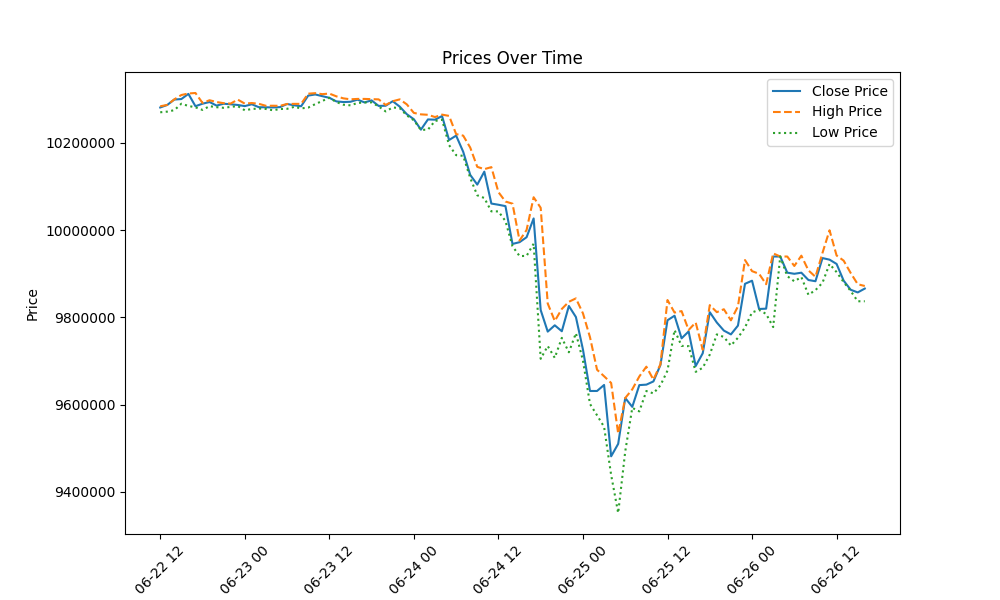 Prices Over Time
Close Price
High Price
Low Price
Price
10200000
10000000
9800000
9600000
9400000
06-22 12
06-23 00
06-23 12
06-24 00
06-24 12
06-25 00
06-25 12
06-26 00
06-26 12